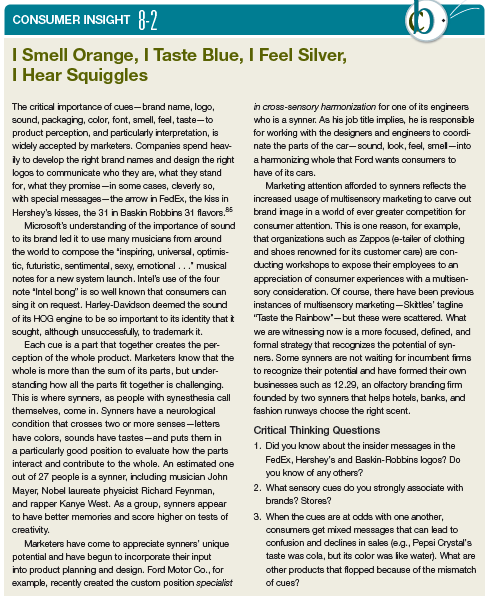 CONSUMER INSIGHT 8-2
I Smell Orange, I Taste Blue, I Feel Silver,
I Hear Squiggles
The critical importance of cues—brand name, logo,
sound, packaging, color, font, smell, feel, taste—to
product perception, and particularly interpretation, is
widely accepted by marketers. Companies spend heav-
ily to develop the right brand names and design the right
logos to communicate who they are, what they stand
for, what they promise—in some cases, cleverly so,
with special messages—the arrow in FedEx, the kiss in
Hershey's kisses, the 31 in Baskin Robbins 31 flavors.85
Microsoft's understanding of the importance of sound
to its brand led it to use many musicians from around
the world to compose the "inspiring, universal, optimis-
tic, futuristic, sentimental, sexy, emotional . . ." musical
notes for a new system launch. Intel's use of the four
note "Intel bong" is so well known that consumers can
sing it on request. Harley-Davidson deemed the sound
of its HOG engine to be so important to its identity that it
sought, although unsuccessfully, to trademark it.
Each cue is a part that together creates the per-
ception of the whole product. Marketers know that the
whole is more than the sum of its parts, but under-
standing how all the parts fit together is challenging.
This is where synners, as people with synesthesia call
themselves, come in. Synners have a neurological
condition that crosses two or more senses—letters
have colors, sounds have tastes—and puts them in
a particularly good position to evaluate how the parts
interact and contribute to the whole. An estimated one
out of 27 people is a synner, including musician John
Mayer, Nobel laureate physicist Richard Feynman,
and rapper Kanye West. As a group, synners appear
to have better memories and score higher on tests of
creativity.
Marketers have come to appreciate synners' unique
potential and have begun to incorporate their input
into product planning and design. Ford Motor Co., for
example, recently created the custom position specialist
in cross-sensory harmonization for one of its engineers
who is a synner. As his job title implies, he is responsible
for working with the designers and engineers to coordi-
nate the parts of the car—sound, look, feel, smell—into
a harmonizing whole that Ford wants consumers to
have of its cars.
Marketing attention afforded to synners reflects the
increased usage of multisensory marketing to carve out
brand image in a world of ever greater competition for
consumer attention. This is one reason, for example,
that organizations such as Zappos (e-tailer of clothing
and shoes renowned for its customer care) are con-
ducting workshops to expose their employees to an
appreciation of consumer experiences with a multisen-
sory consideration. Of course, there have been previous
instances of multisensory marketing—Skittles' tagline
"Taste the Rainbow"—but these were scattered. What
we are witnessing now is a more focused, defined, and
formal strategy that recognizes the potential of syn-
ners. Some synners are not waiting for incumbent firms
to recognize their potential and have formed their own
businesses such as 12.29, an olfactory branding firm
founded by two synners that helps hotels, banks, and
fashion runways choose the right scent.
Critical Thinking Questions
1. Did you know about the insider messages in the
FedEx, Hershey's and Baskin-Robbins logos? Do
you know of any others?
2. What sensory cues do you strongly associate with
brands? Stores?
3. When the cues are at odds with one another,
consumers get mixed messages that can lead to
confusion and declines in sales (e.g., Pepsi Crystal's
taste was cola, but its color was like water). What are
other products that flopped because of the mismatch
of cues?